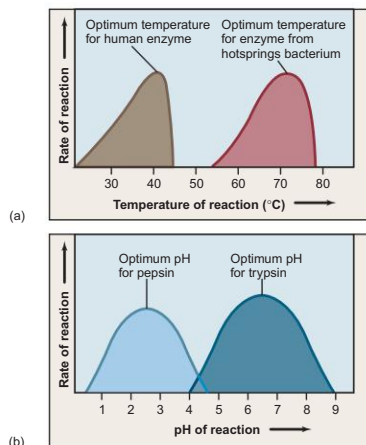 Optimum temperature
for human enzyme
Optimum temperature
for enzyme from
hotsprings bacterium
Rate of reaction
30 40 50 60 70 80
Temperature of reaction (°C)
(a)
Optimum pH
for pepsin
Optimum pH
for trypsin
Rate of reaction
1 2 3 4 5 6 7 8 9
pH of reaction
(b)